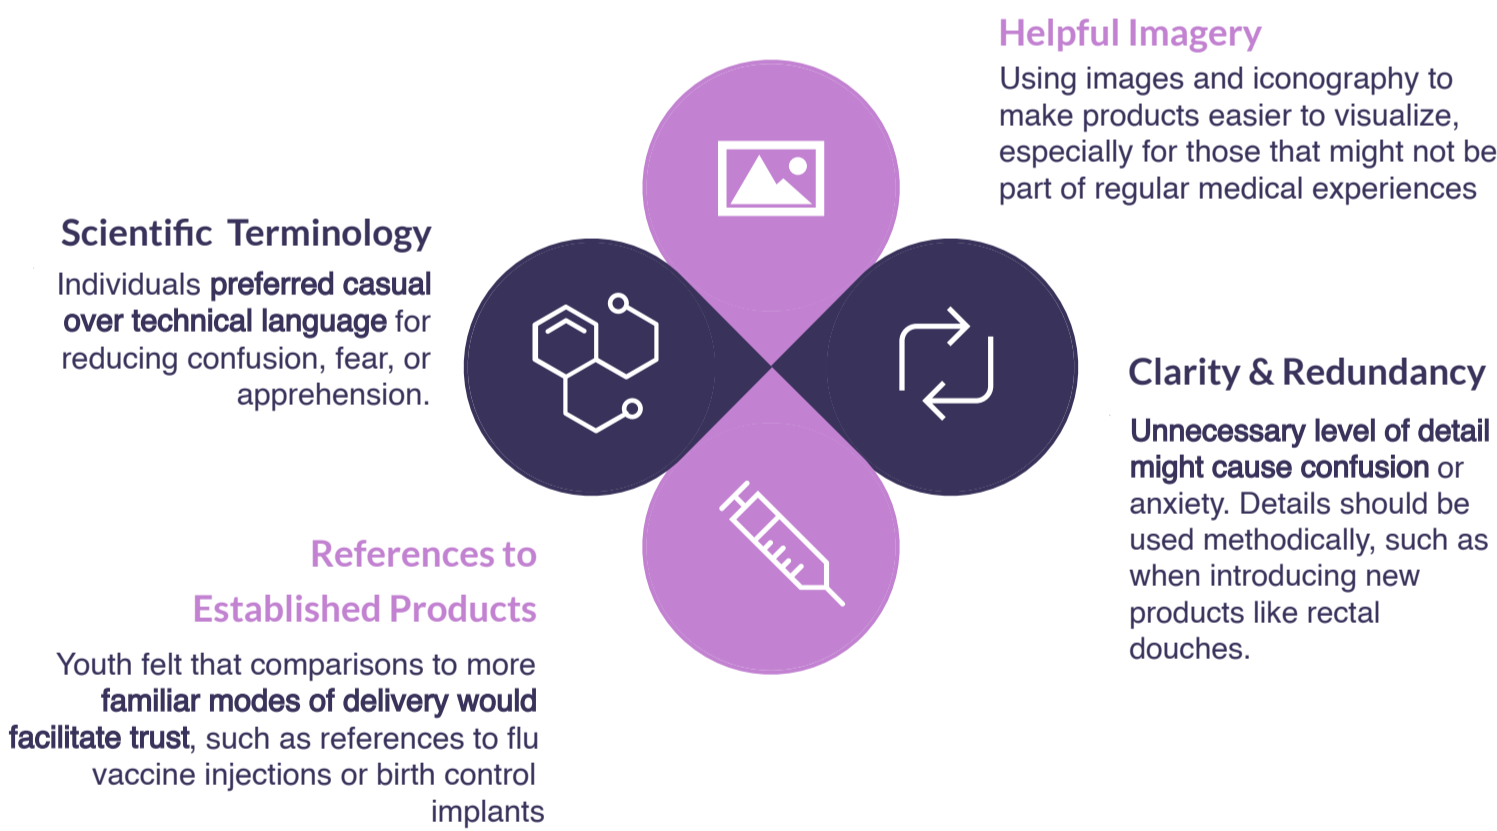 Helpful Imagery
Using images and iconography to
make products easier to visualize,
especially for those that might not be
part of regular medical experiences
Scientific Terminology
Individuals preferred casual
over technical language for
reducing confusion, fear, or
apprehension.
Clarity & Redundancy
Unnecessary level of detail
might cause confusion or
anxiety. Details should be
used methodically, such as
when introducing new
products like rectal
douches.
References to
Established Products
Youth felt that comparisons to more
familiar modes of delivery would
facilitate trust, such as references to flu
vaccine injections or birth control
implants